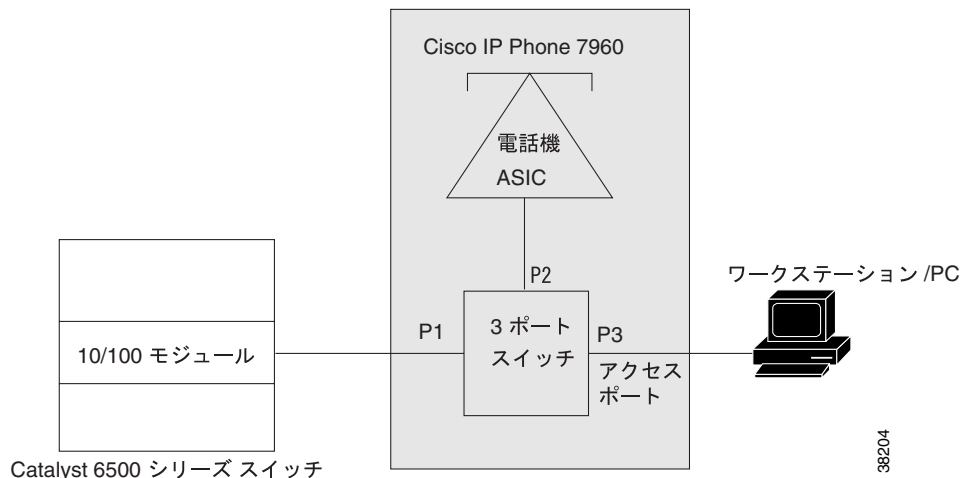 Cisco IP Phone 7960
電話機
ASIC
P2
ワークステーション /PC
P1
3 ポート
スイッチ
P3
10/100 モジュール
アクセス
ポート
Catalyst 6500 シリーズ スイッチ
38204